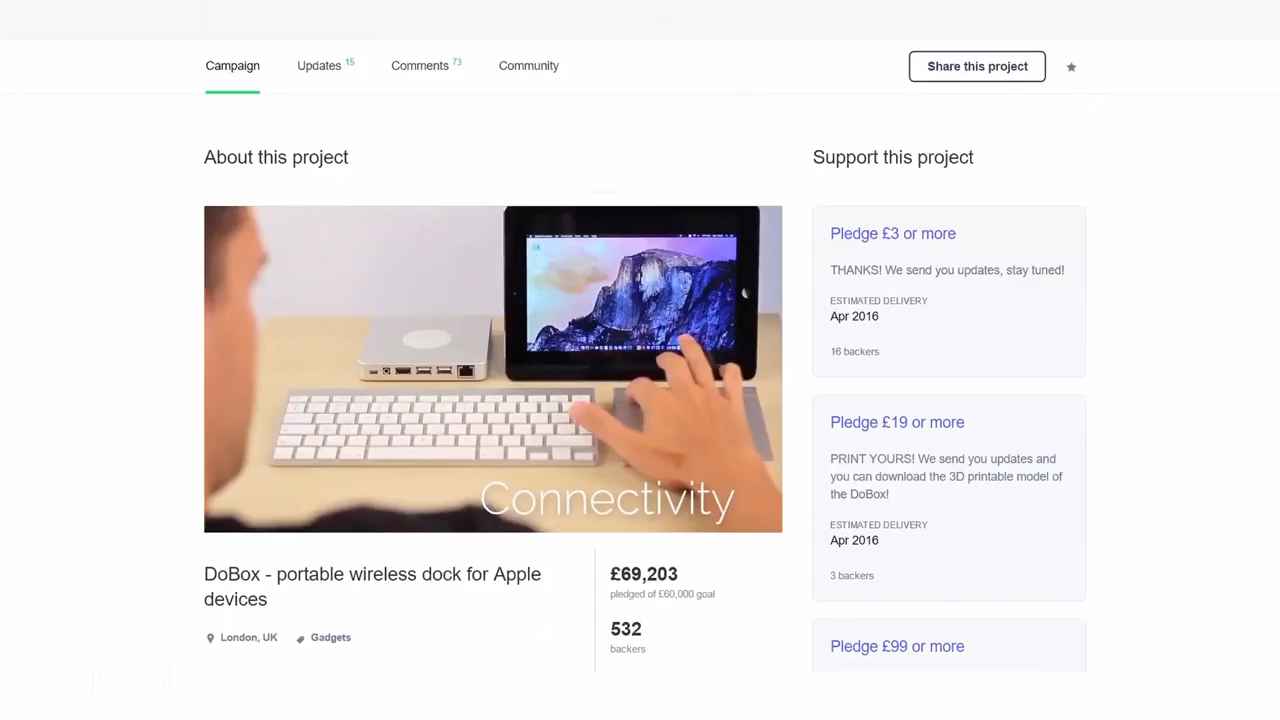 Campaign
Updates 15
Comments 73
Community
Share this project
About this project
Support this project
Connectivity
DoBox - portable wireless dock for Apple
devices
London, UK
Gadgets
£69,203
pledged of £60,000 goal
532
backers
Pledge £3 or more
THANKS! We send you updates, stay tuned!
ESTIMATED DELIVERY
Apr 2016
16 backers
Pledge £19 or more
PRINT YOURS! We send you updates and
you can download the 3D printable model of
the DoBox!
ESTIMATED DELIVERY
Apr 2016
3 backers
Pledge £99 or more